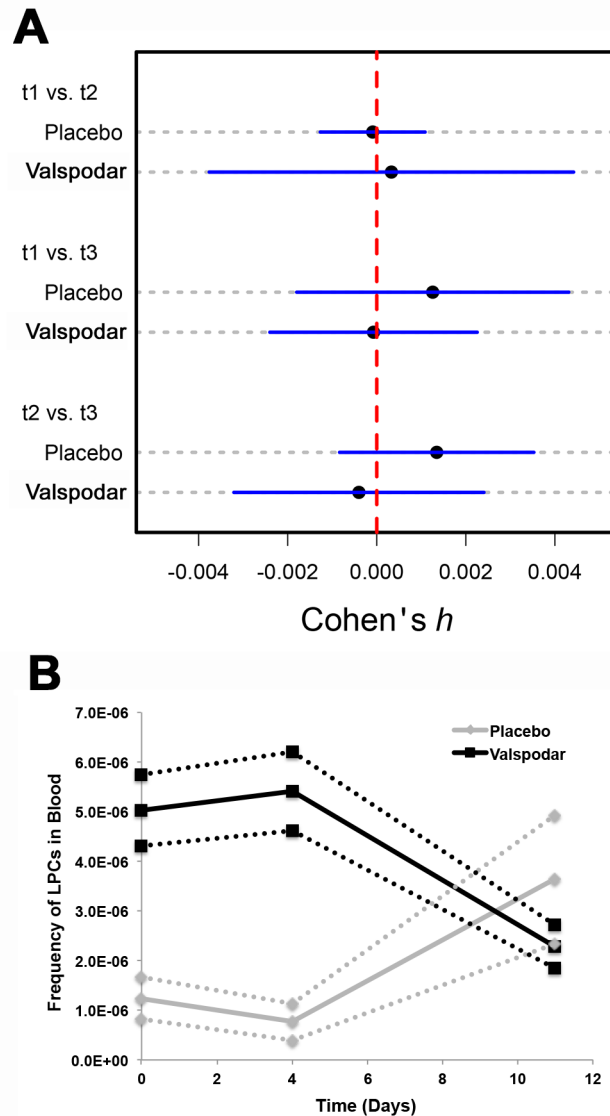 A
t1 vs. t2
Placebo
Valspodar
t1 vs. t3
Placebo
Valspodar
t2 vs. t3
Placebo
Valspodar
-0.004 -0.002 0.000 0.002 0.004
Cohen's h
B
7.0E-06
6.0E-06
5.0E-06
4.0E-06
3.0E-06
2.0E-06
1.0E-06
0.0E+00
Frequency of LPCs in Blood
Placebo
Valspodar
0 2 4 6 8 10 12
Time (Days)